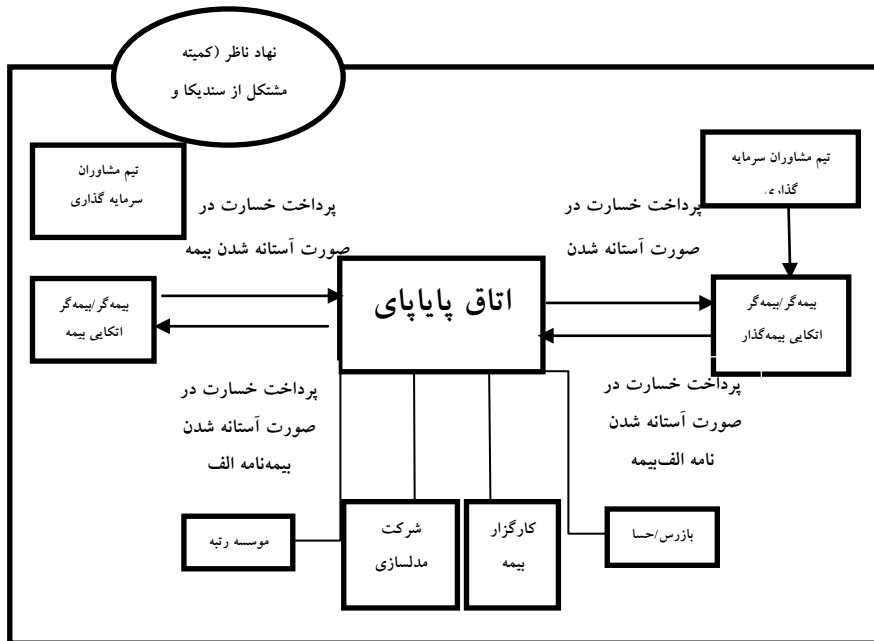 نهاد ناظر (کمیته
مشتکل از سندیکا و
تیم مشاوران سرمایه
گذاری
تیم مشاوران
سرمایه گذاری
پرداخت خسارت در
صورت آستانه شدن
پرداخت خسارت در
صورت آستانه شدن بیمه
اتاق پایاپای
بیمه‌گر/بیمه‌گر
اتکایی بیمه‌گذار
بیمه‌گر/بیمه‌گر
اتکایی بیمه
پرداخت خسارت در
صورت آستانه شدن
نامه الف‌بیمه
پرداخت خسارت در
صورت آستانه شدن
بیمه‌نامه الف
بازرس/حسا
کارگزار
بیمه
شرکت
مدلسازی
موسسه رتبه